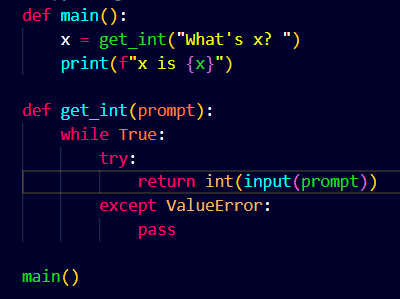 def main():
    x = get_int("What's x? ")
    print(f"x is {x}")
def get_int(prompt):
    while True:
        try:
            return int(input(prompt))
        except ValueError:
            pass
main()